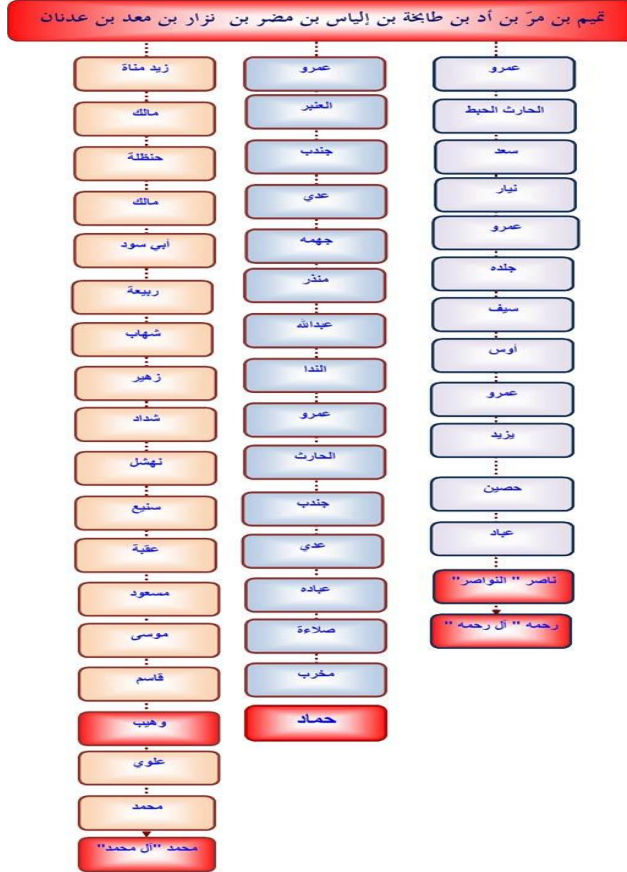 تميم بن مرّ بن أد بن طابخة بن إلياس بن مضر بن نزار بن معد بن عدنان
عمرو
الحارث الحبط
سعد
نيار
عمرو
جلده
سيف
أوس
عمرو
يزيد
حصين
عباد
ناصر " النواصر"
رحمه " آل رحمه "
عمرو
العنبر
جندب
عدي
جهمه
منذر
عبدالله
الندا
عمرو
الحارث
جندب
عدي
عباده
صلاءة
مخرب
حماد
زيد مناة
مالك
حنظلة
مالك
أبي سود
ربيعة
شهاب
زهير
شداد
نهشل
سنيع
عقبة
مسعود
موسى
قاسم
وهيب
علوي
محمد
محمد "آل محمد"